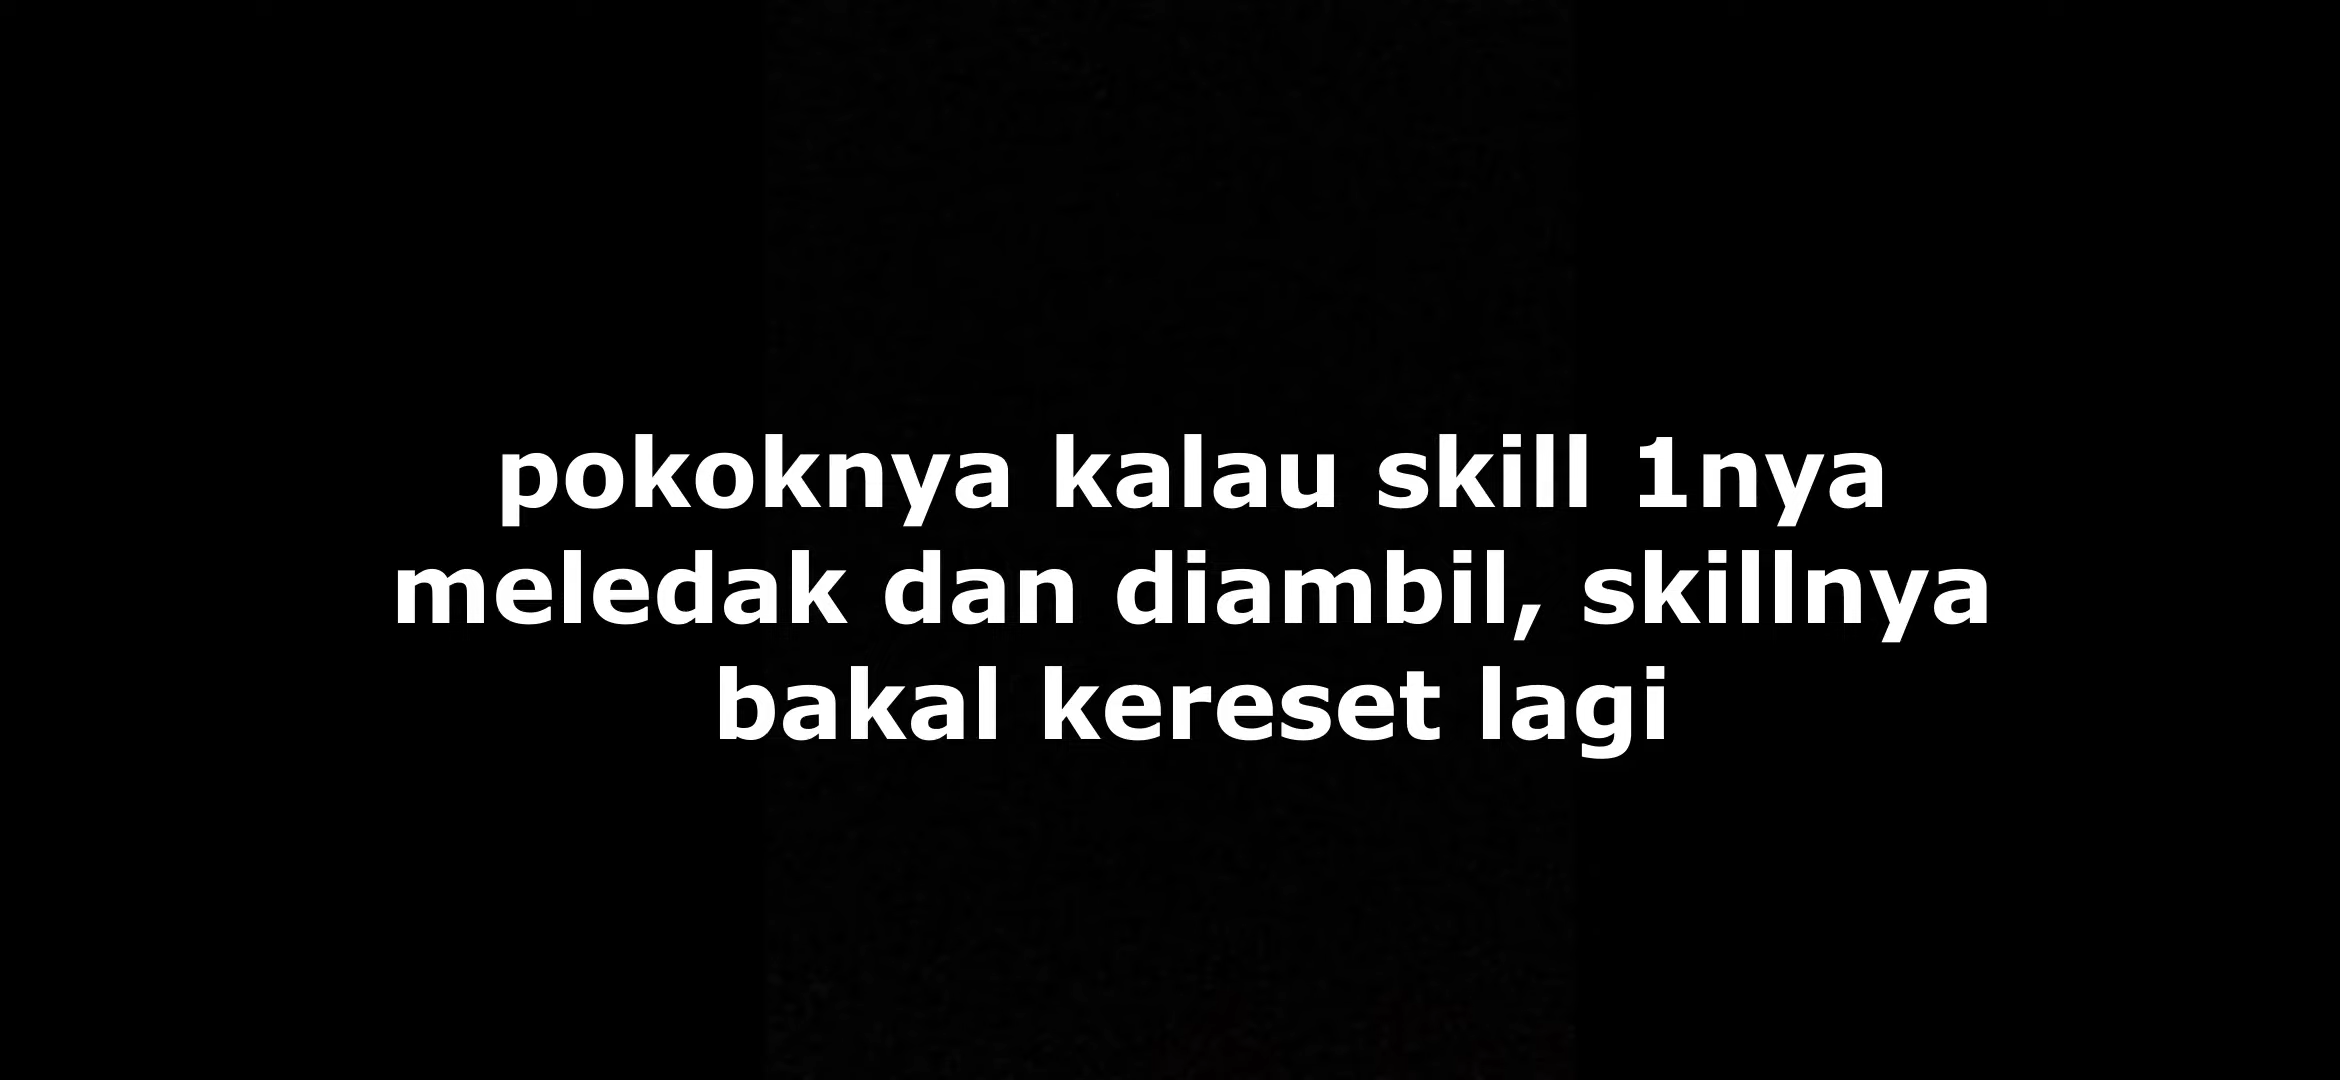 pokoknya kalau skill 1nya
meledak dan diambil, skillnya
bakal kereset lagi